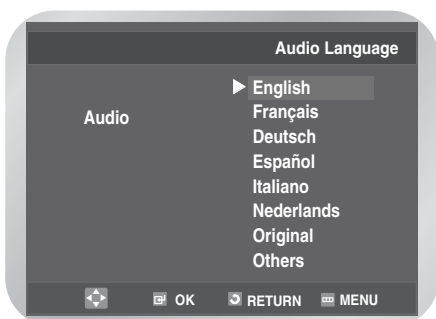 Audio Language
Audio
English
Français
Deutsch
Español
Italiano
Nederlands
Original
Others
OK RETURN MENU